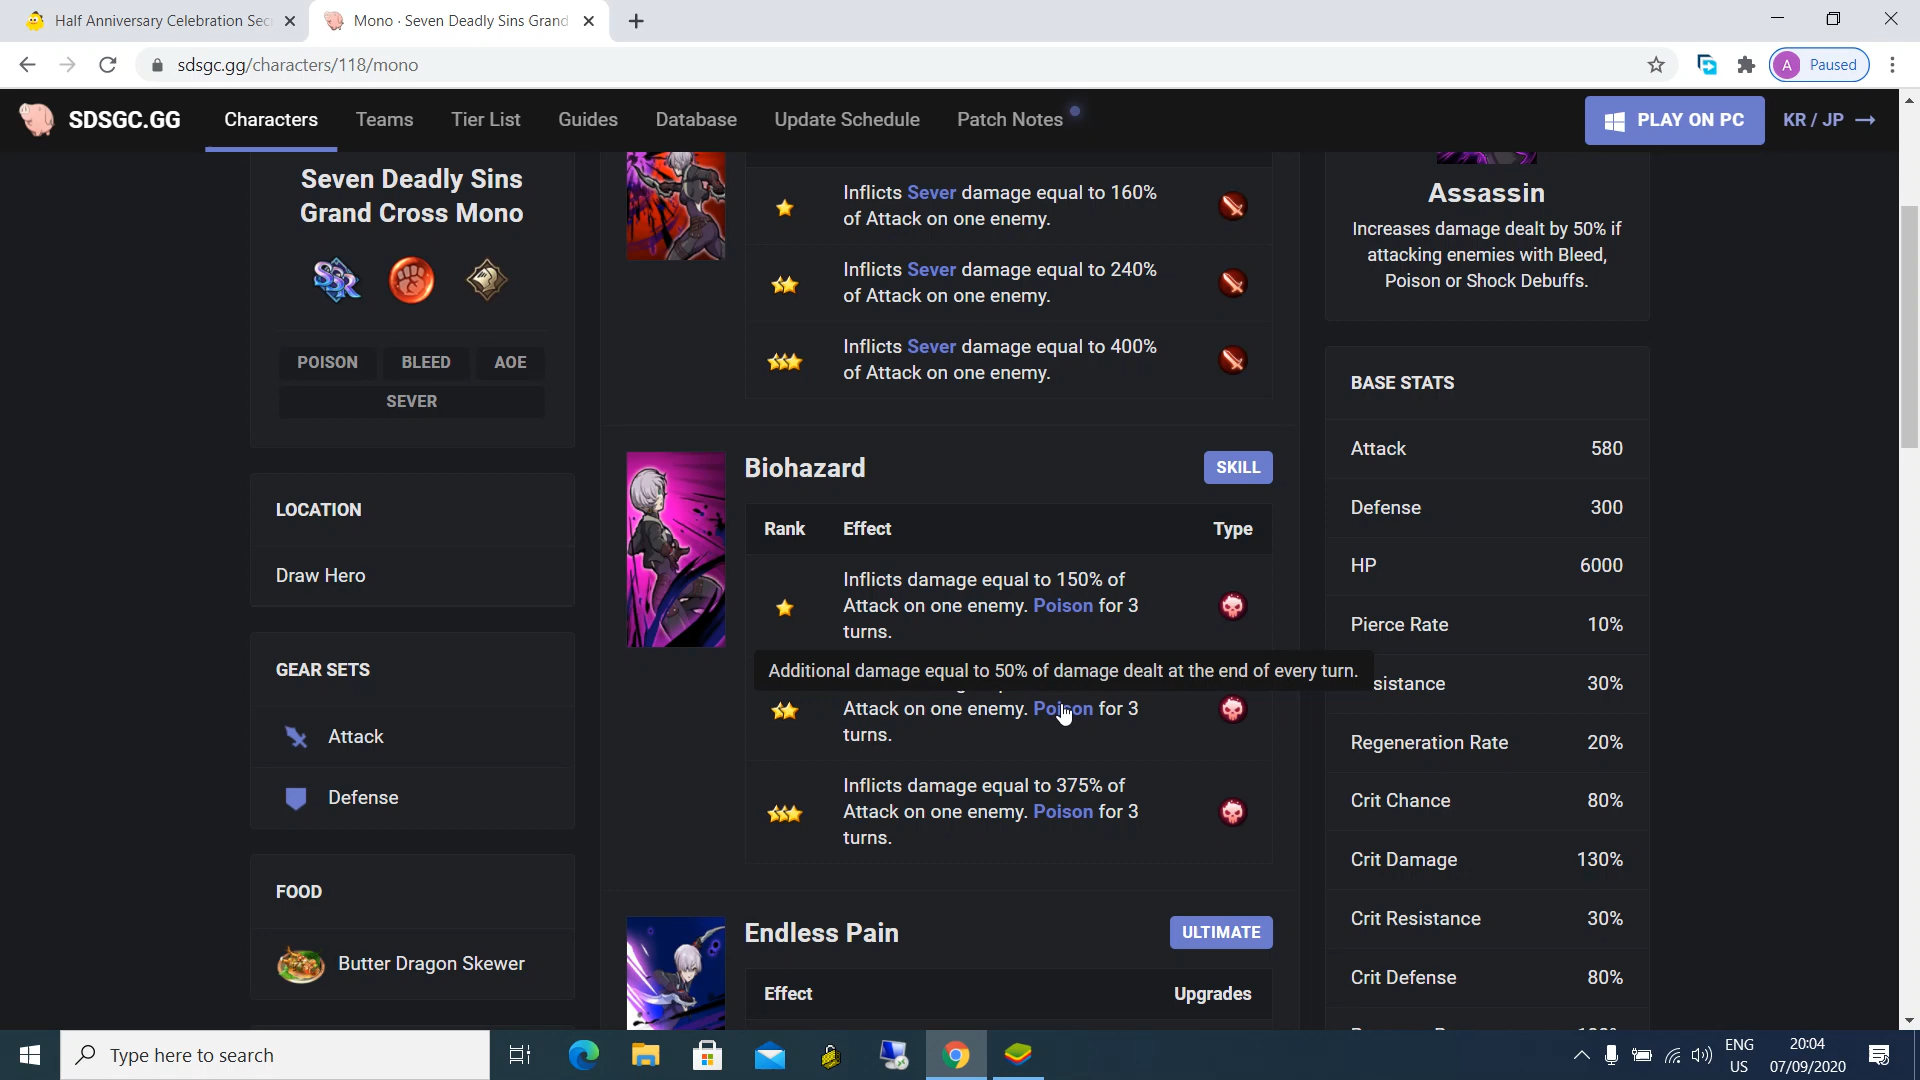 Half Anniversary Celebration Sec
Mono · Seven Deadly Sins Grand
sdsgc.gg/characters/118/mono
A Paused
SDSGC.GG
Characters
Teams
Tier List
Guides
Database
Update Schedule
Patch Notes
PLAY ON PC
KR / JP →
Seven Deadly Sins
Grand Cross Mono
SSR
POISON
BLEED
AOE
SEVER
LOCATION
Draw Hero
GEAR SETS
Attack
Defense
FOOD
Butter Dragon Skewer
Inflicts Sever damage equal to 160%
of Attack on one enemy.
Inflicts Sever damage equal to 240%
of Attack on one enemy.
Inflicts Sever damage equal to 400%
of Attack on one enemy.
Biohazard
SKILL
Rank Effect Type
Inflicts damage equal to 150% of
Attack on one enemy. Poison for 3
turns.
Additional damage equal to 50% of damage dealt at the end of every turn.
Attack on one enemy. Poison for 3
turns.
Inflicts damage equal to 375% of
Attack on one enemy. Poison for 3
turns.
Endless Pain
ULTIMATE
Effect Upgrades
Assassin
Increases damage dealt by 50% if
attacking enemies with Bleed,
Poison or Shock Debuffs.
BASE STATS
Attack 580
Defense 300
HP 6000
Pierce Rate 10%
sistance 30%
Regeneration Rate 20%
Crit Chance 80%
Crit Damage 130%
Crit Resistance 30%
Crit Defense 80%
Type here to search
ENG
US
20:04
07/09/2020